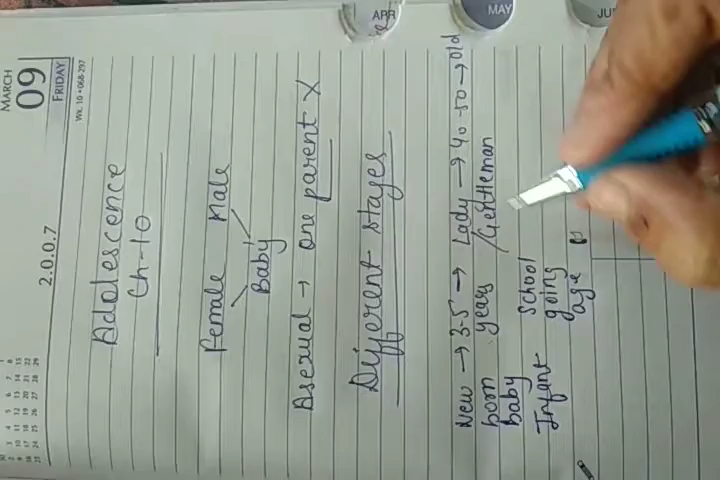 MARCH
09
FRIDAY
WK. 10 • 068-297
2.0.0.7
APR
MAY
JU
Adolescence
Ch-10
Female Male
Baby
Asexual → one parent X
Different stages
New → 3-5 → Lady → 40-50 → Old
born years /Gentleman
baby School
Infant going
age